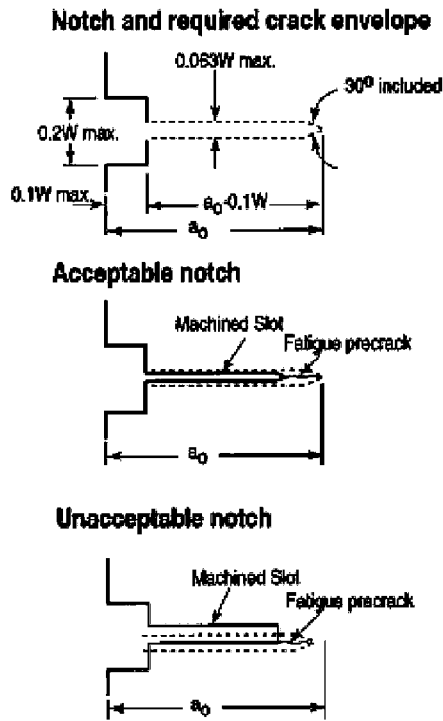 Notch and required crack envelope
0.063W max.
30⁰ included
0.2W max.
0.1W max.
a₀-0.1W
a₀
Acceptable notch
Machined Slot
Fatigue precrack
a₀
Unacceptable notch
Machined Slot
Fatigue precrack
a₀